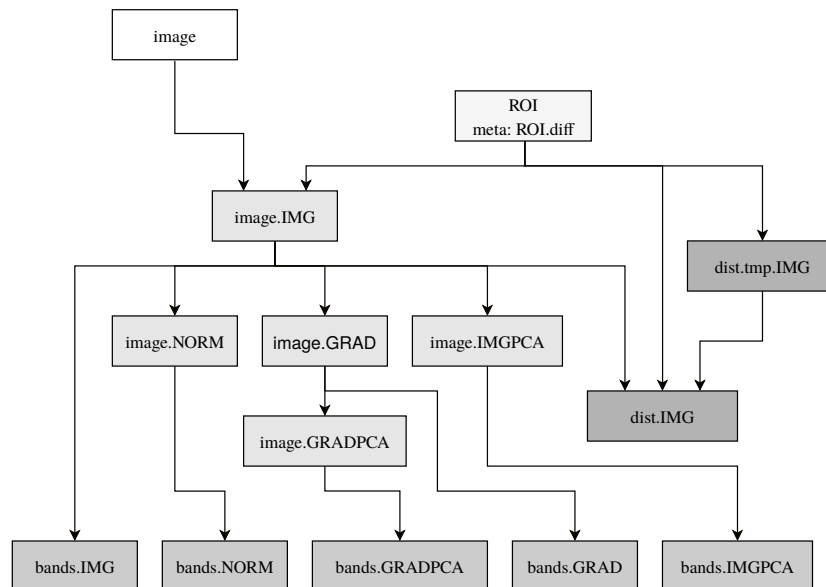 image
ROI
meta: ROI.diff
image.IMG
dist.tmp.IMG
image.NORM
image.GRAD
image.IMGPCA
dist.IMG
image.GRADPCA
bands.IMG
bands.NORM
bands.GRADPCA
bands.GRAD
bands.IMGPCA